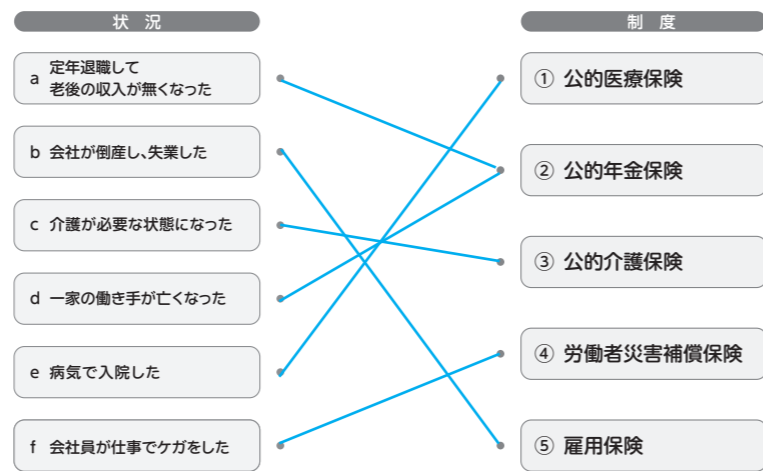 状況
a 定年退職して
老後の収入が無くなった
b 会社が倒産し、失業した
c 介護が必要な状態になった
d 一家の働き手が亡くなった
e 病気で入院した
f 会社員が仕事でケガをした
制度
① 公的医療保険
② 公的年金保険
③ 公的介護保険
④ 労働者災害補償保険
⑤ 雇用保険